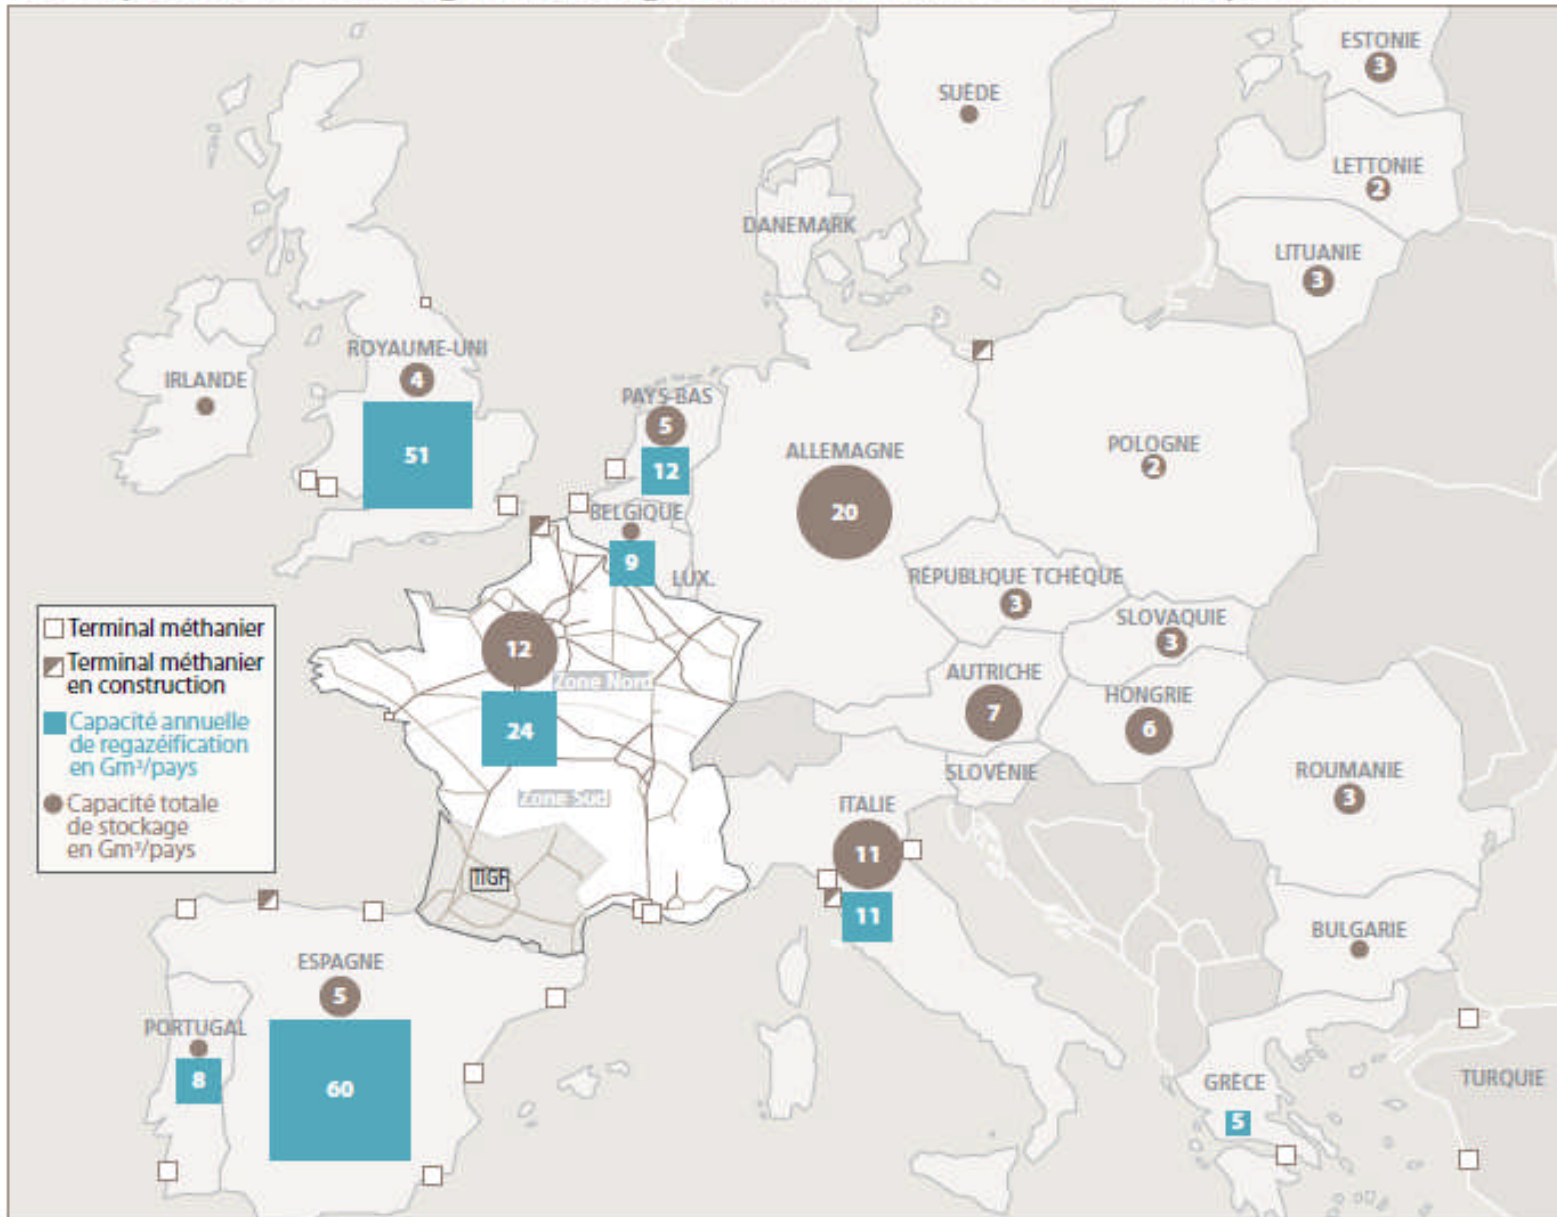 ESTONIE
3
SUÈDE
LETTONIE
2
DANEMARK
LITUANIE
3
ROYAUME-UNI
4
51
IRLANDE
PAYS-BAS
5
12
ALLEMAGNE
20
POLOGNE
2
BELGIQUE
9
LUX.
RÉPUBLIQUE TCHÈQUE
3
SLOVAQUIE
3
12
Zone Nord
24
AUTRICHE
7
HONGRIE
6
SLOVÉNIE
ROUMANIE
3
Zone Sud
ITALIE
11
11
TIGF
BULGARIE
ESPAGNE
5
60
PORTUGAL
8
GRÈCE
5
TURQUIE
Terminal méthanier
Terminal méthanier
en construction
Capacité annuelle
de regazéification
en Gm³/pays
Capacité totale
de stockage
en Gm³/pays